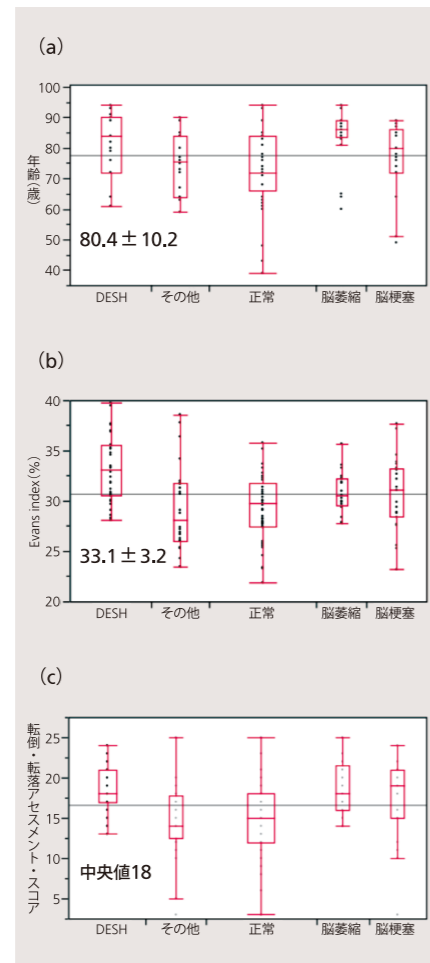 (a)
年齢(歳)
100
90
80
70
60
50
40
80.4±10.2
DESH
その他
正常
脳萎縮
脳梗塞
(b)
Evans index(%)
40
35
30
25
20
33.1±3.2
DESH
その他
正常
脳萎縮
脳梗塞
(c)
転倒・転落アセスメント・スコア
25
20
15
10
5
中央値18
DESH
その他
正常
脳萎縮
脳梗塞